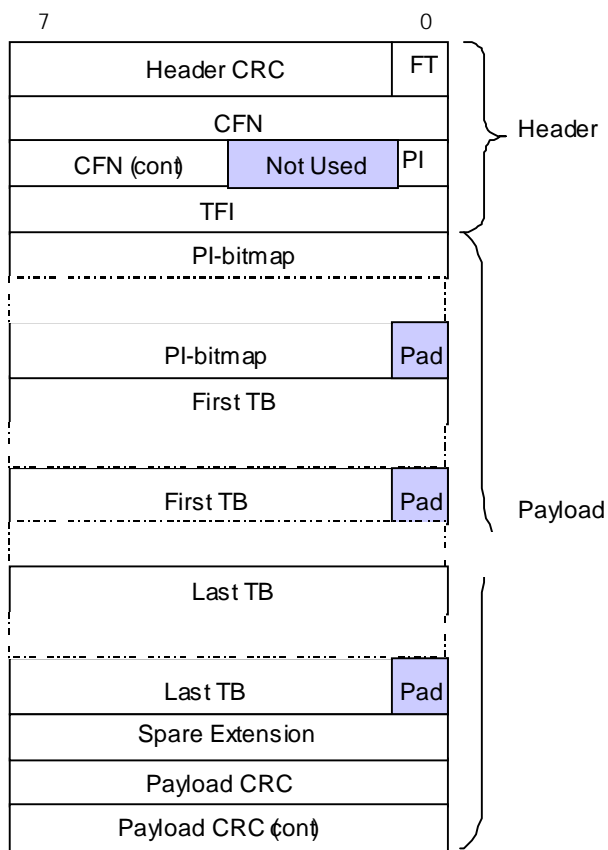 7 0
Header CRC FT
CFN
Header
CFN (cont) Not Used PI
TFI
PI-bitmap
PI-bitmap Pad
First TB
First TB Pad
Payload
Last TB
Last TB Pad
Spare Extension
Payload CRC
Payload CRC (cont)